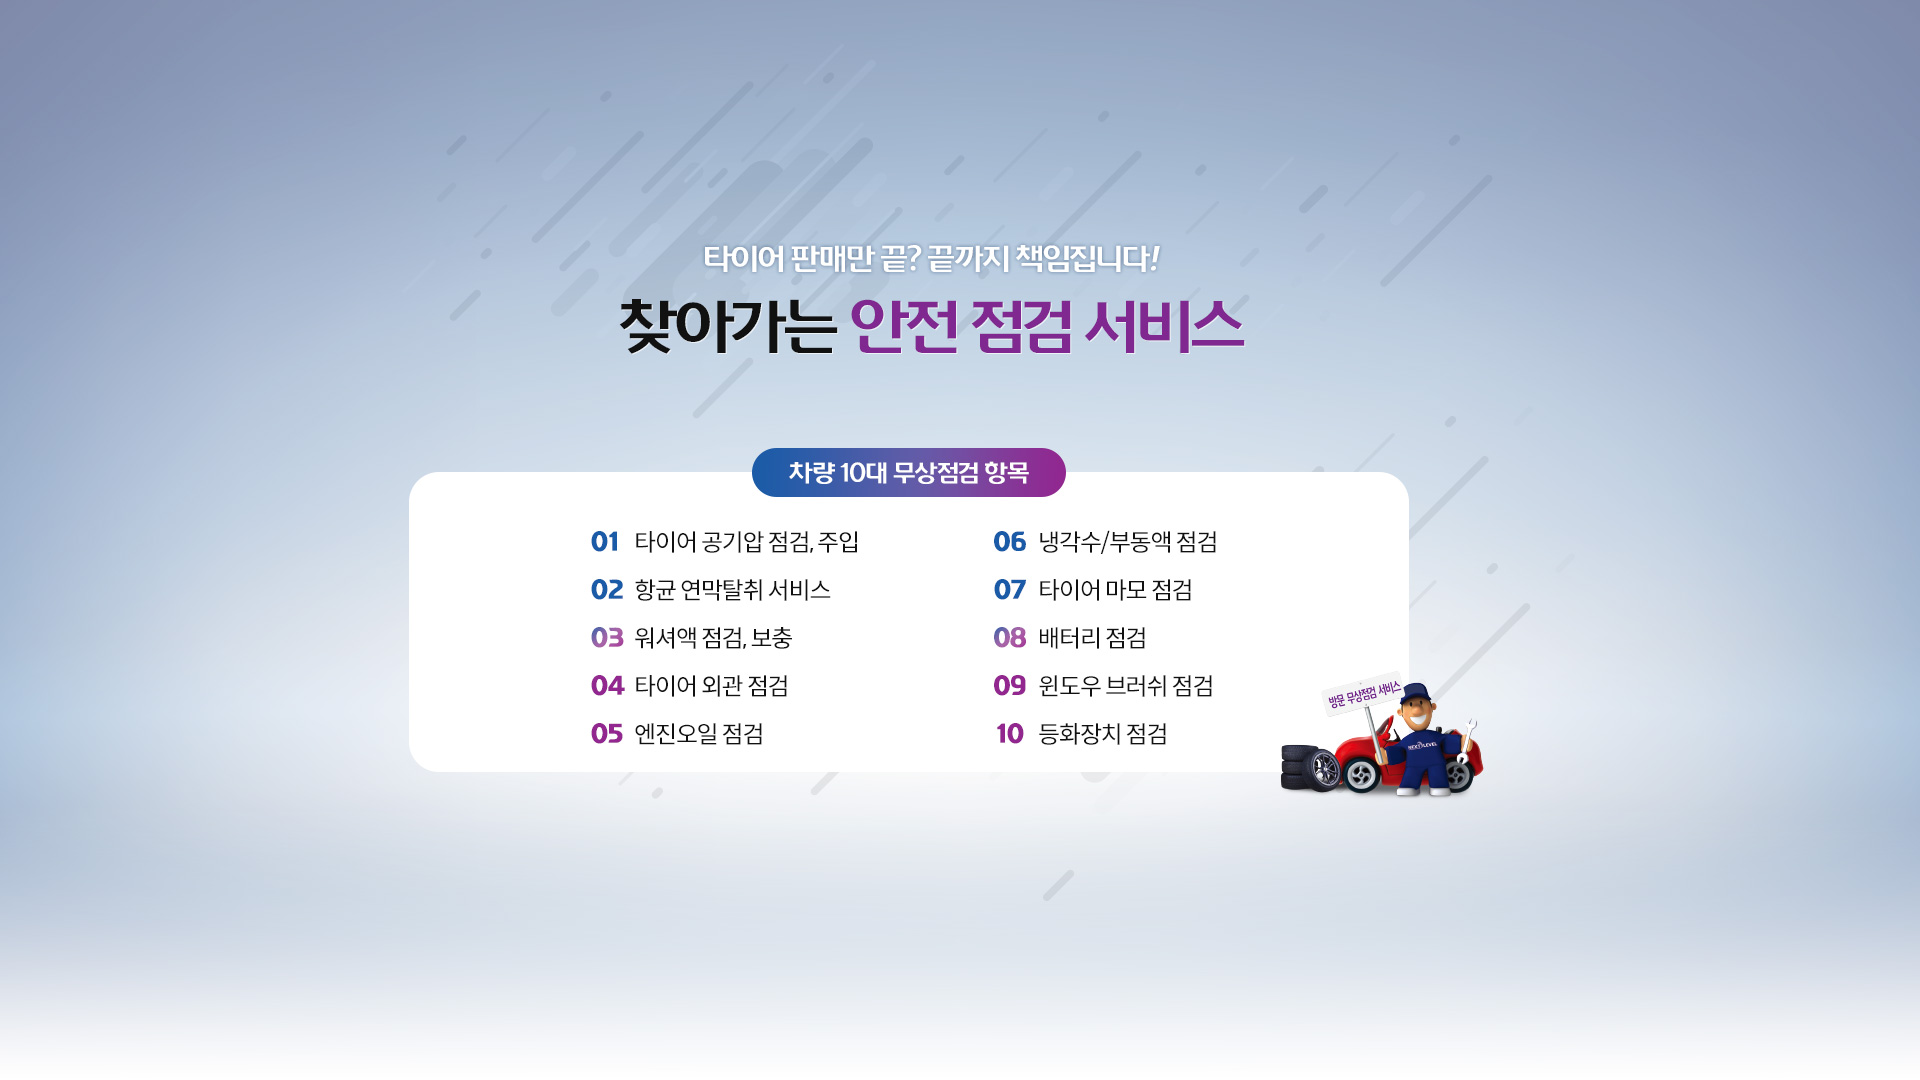 타이어 판매만 끝? 끝까지 책임집니다!
찾아가는 안전 점검 서비스
차량 10대 무상점검 항목
01 타이어 공기압 점검, 주입
02 항균 연막탈취 서비스
03 워셔액 점검, 보충
04 타이어 외관 점검
05 엔진오일 점검
06 냉각수/부동액 점검
07 타이어 마모 점검
08 배터리 점검
09 윈도우 브러쉬 점검
10 등화장치 점검
방문 무상점검 서비스
NEXT LEVEL